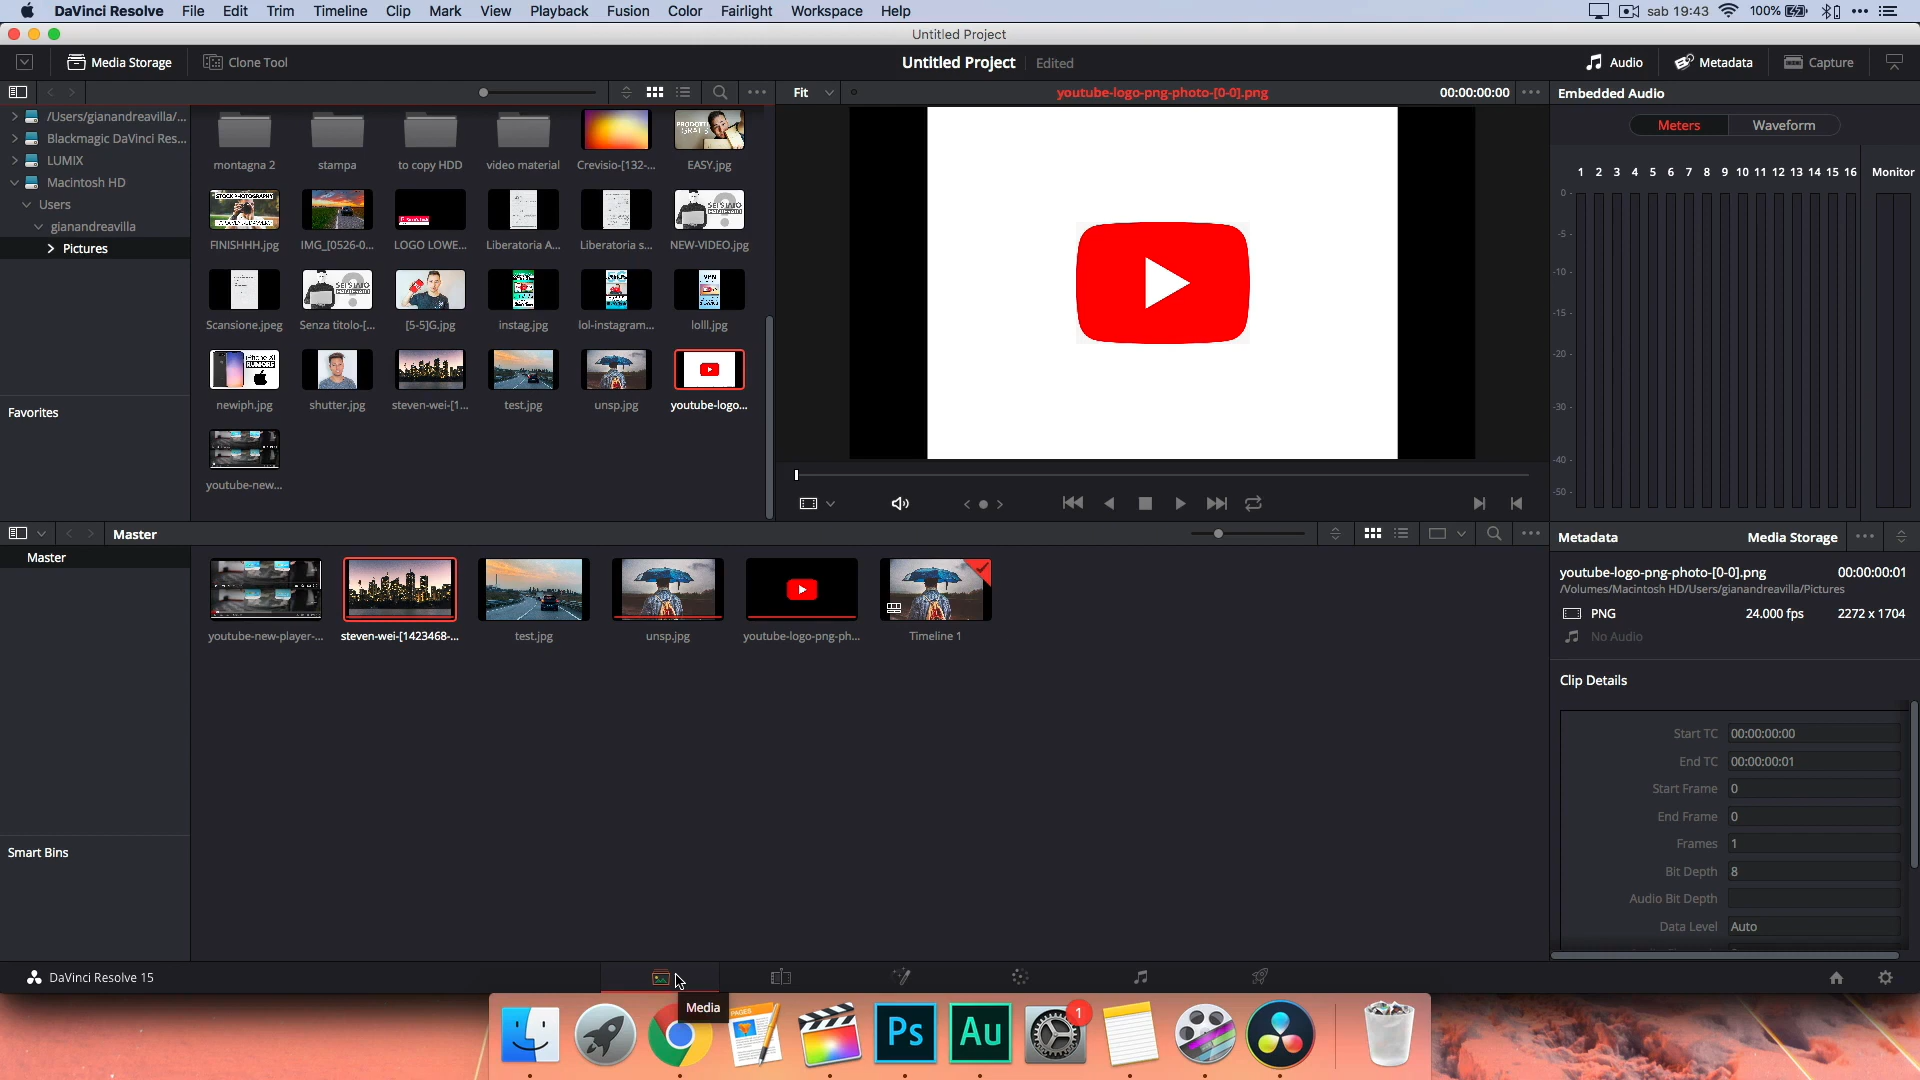 DaVinci Resolve File Edit Trim Timeline Clip Mark View Playback Fusion Color Fairlight Workspace Help sab 19:43 100%
Untitled Project
Media Storage Clone Tool Untitled Project Edited Audio Metadata Capture
Fit youtube-logo-png-photo-[0-0].png 00:00:00:00 Embedded Audio
/Users/gianandreavilla/...
Blackmagic DaVinci Res...
LUMIX
Macintosh HD
Users
gianandreavilla
Pictures
Favorites
montagna 2 stampa to copy HDD video material Crevisio-[132-... EASY.jpg
FINISHHH.jpg IMG_[0526-0... LOGO LOWE... Liberatoria A... Liberatoria s... NEW-VIDEO.jpg
Scansione.jpeg Senza titolo-[... [5-5]G.jpg instag.jpg lol-instagram... lolll.jpg
newiph.jpg shutter.jpg steven-wei-[1... test.jpg unsp.jpg youtube-logo...
youtube-new...
Meters Waveform
1 2 3 4 5 6 7 8 9 10 11 12 13 14 15 16 Monitor
0
-5
-10
-15
-20
-30
-40
-50
Master
Master
Smart Bins
youtube-new-player-... steven-wei-[1423468-... test.jpg unsp.jpg youtube-logo-png-ph... Timeline 1
Metadata Media Storage
youtube-logo-png-photo-[0-0].png 00:00:00:01
/Volumes/Macintosh HD/Users/gianandreavilla/Pictures
PNG 24.000 fps 2272 x 1704
No Audio
Clip Details
Start TC 00:00:00:00
End TC 00:00:00:01
Start Frame 0
End Frame 0
Frames 1
Bit Depth 8
Audio Bit Depth
Data Level Auto
DaVinci Resolve 15
Media
PAGES
Ps
Au
1